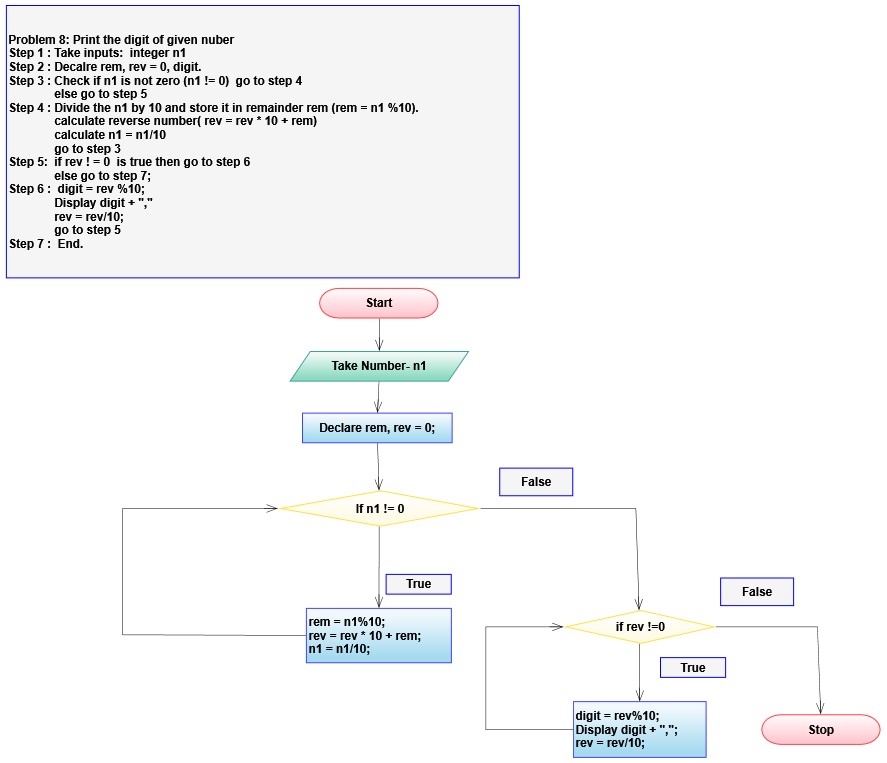 Problem 8: Print the digit of given nuber
Step 1 : Take inputs:  integer n1
Step 2 : Decalre rem, rev = 0, digit.
Step 3 : Check if n1 is not zero (n1 != 0)  go to step 4
else go to step 5
Step 4 : Divide the n1 by 10 and store it in remainder rem (rem = n1 %10).
calculate reverse number( rev = rev * 10 + rem)
calculate n1 = n1/10
go to step 3
Step 5:  if rev ! = 0  is true then go to step 6
else go to step 7;
Step 6 :  digit = rev %10;
Display digit + ","
rev = rev/10;
go to step 5
Step 7 :  End.
Start
Take Number- n1
Declare rem, rev = 0;
False
If n1 != 0
True
rem = n1%10;
rev = rev * 10 + rem;
n1 = n1/10;
False
if rev !=0
True
digit = rev%10;
Display digit + ",";
rev = rev/10;
Stop